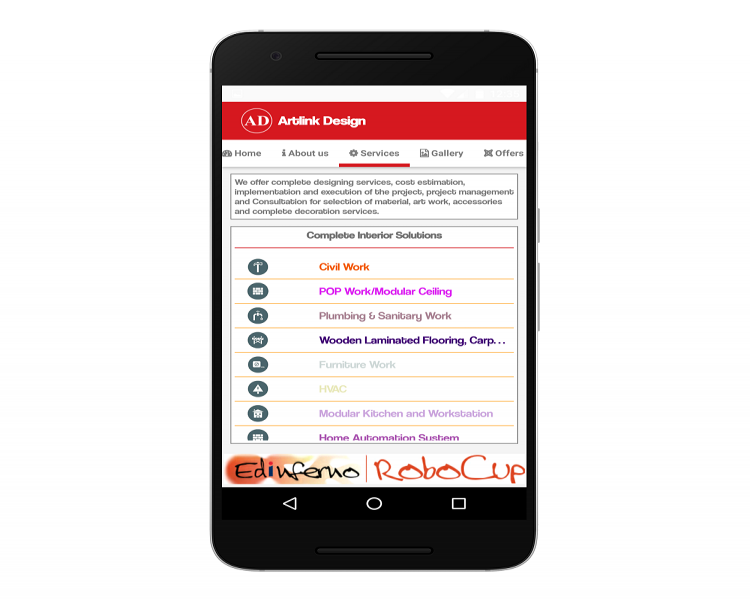 AD Artlink Design
Home About us Services Gallery Offers
We offer complete designing services, cost estimation,
implementation and execution of the project, project management
and Consultation for selection of material, art work, accessories
and complete decoration services.
Complete Interior Solutions
Civil Work
POP Work/Modular Ceiling
Plumbing & Sanitary Work
Wooden Laminated Flooring, Carp...
Furniture Work
HVAC
Modular Kitchen and Workstation
Home Automation System
Edinferno RoboCup